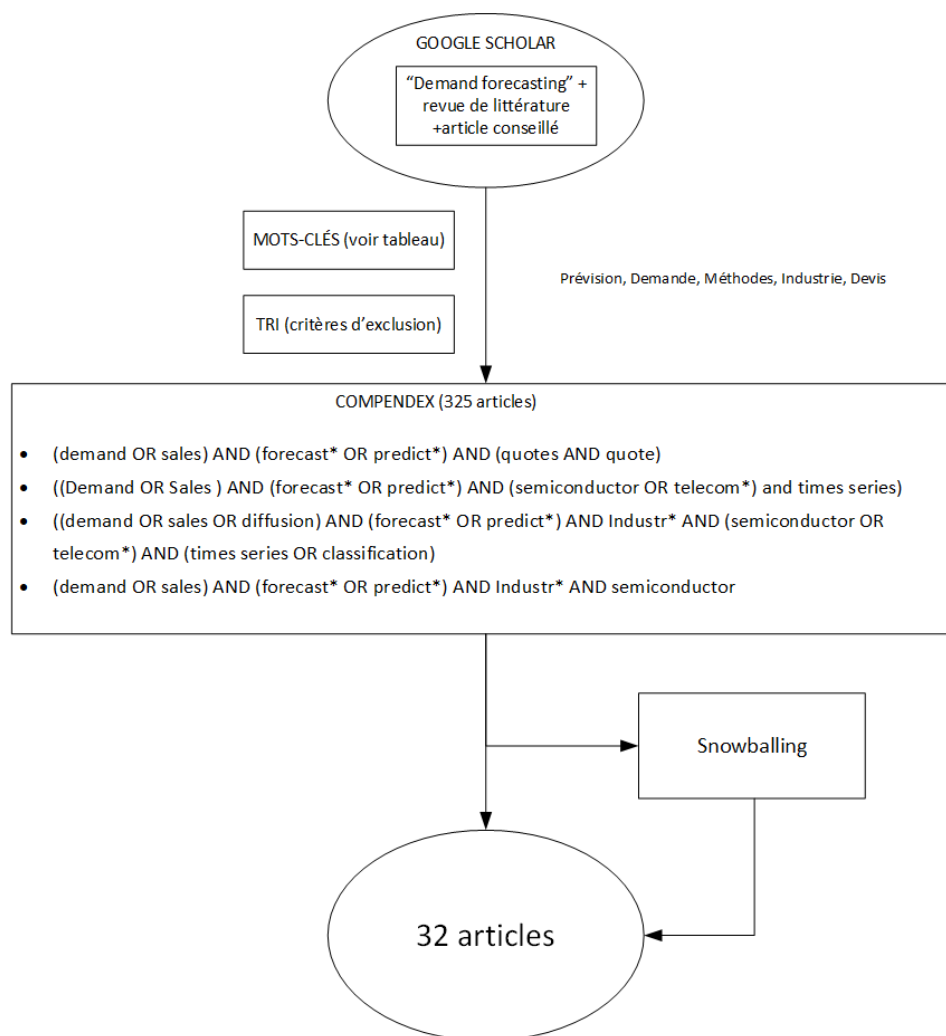 GOOGLE SCHOLAR
“Demand forecasting” +
revue de littérature
+article conseillé
MOTS-CLÉS (voir tableau)
Prévision, Demande, Méthodes, Industrie, Devis
TRI (critères d’exclusion)
COMPENDEX (325 articles)
• (demand OR sales) AND (forecast* OR predict*) AND (quotes AND quote)
• ((Demand OR Sales ) AND (forecast* OR predict*) AND (semiconductor OR telecom*) and times series)
• ((demand OR sales OR diffusion) AND (forecast* OR predict*) AND Industr* AND (semiconductor OR
telecom*) AND (times series OR classification)
• (demand OR sales) AND (forecast* OR predict*) AND Industr* AND semiconductor
Snowballing
32 articles